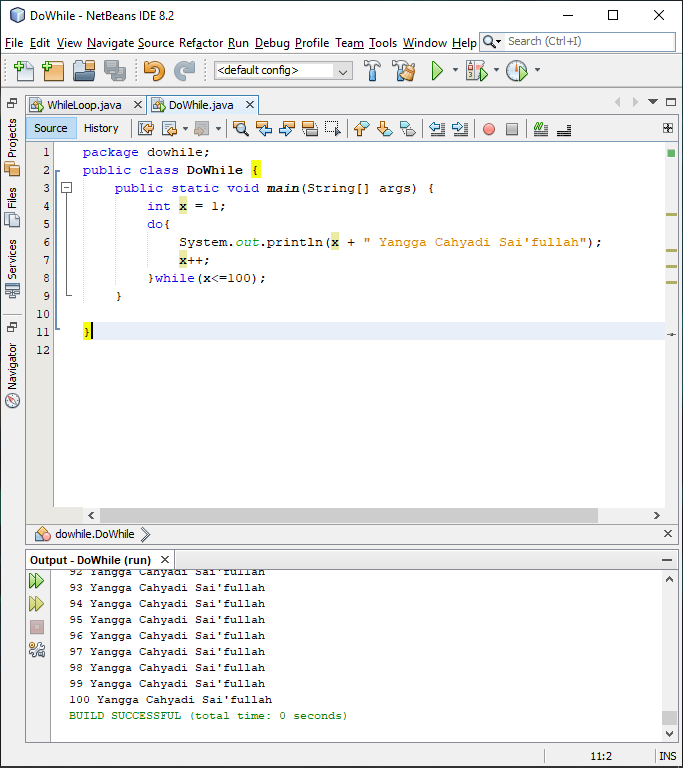 DoWhile - NetBeans IDE 8.2
File Edit View Navigate Source Refactor Run Debug Profile Team Tools Window Help Search (Ctrl+I)
<default config>
WhileLoop.java DoWhile.java
Source History
Projects
Files
Services
Navigator
1 package dowhile;
2 public class DoWhile {
3 public static void main(String[] args) {
4 int x = 1;
5 do{
6 System.out.println(x + " Yangga Cahyadi Sai'fullah");
7 x++;
8 }while(x<=100);
9 }
10
11 }
12
dowhile.DoWhile
Output - DoWhile (run)
92 Yangga Cahyadi Sai'fullah
93 Yangga Cahyadi Sai'fullah
94 Yangga Cahyadi Sai'fullah
95 Yangga Cahyadi Sai'fullah
96 Yangga Cahyadi Sai'fullah
97 Yangga Cahyadi Sai'fullah
98 Yangga Cahyadi Sai'fullah
99 Yangga Cahyadi Sai'fullah
100 Yangga Cahyadi Sai'fullah
BUILD SUCCESSFUL (total time: 0 seconds)
11:2 INS